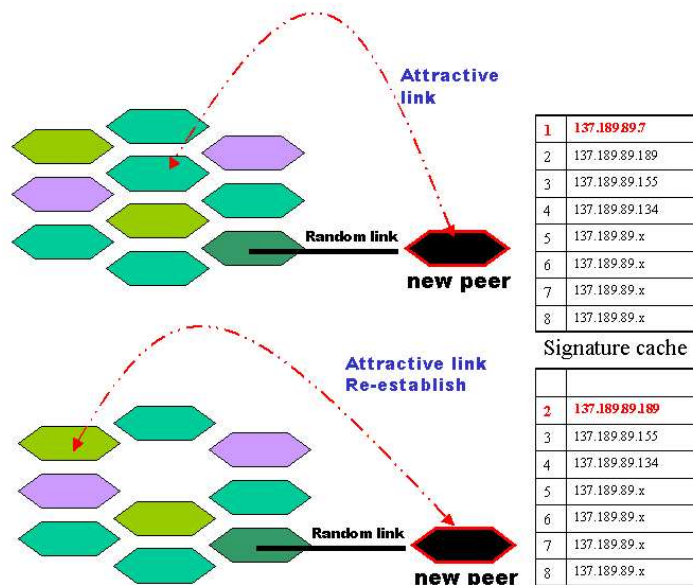 Attractive
link
Random link
new peer
1 137.189.89.7
2 137.189.89.189
3 137.189.89.155
4 137.189.89.134
5 137.189.89.x
6 137.189.89.x
7 137.189.89.x
8 137.189.89.x
Signature cache
Attractive link
Re-establish
Random link
new peer
2 137.189.89.189
3 137.189.89.155
4 137.189.89.134
5 137.189.89.x
6 137.189.89.x
7 137.189.89.x
8 137.189.89.x